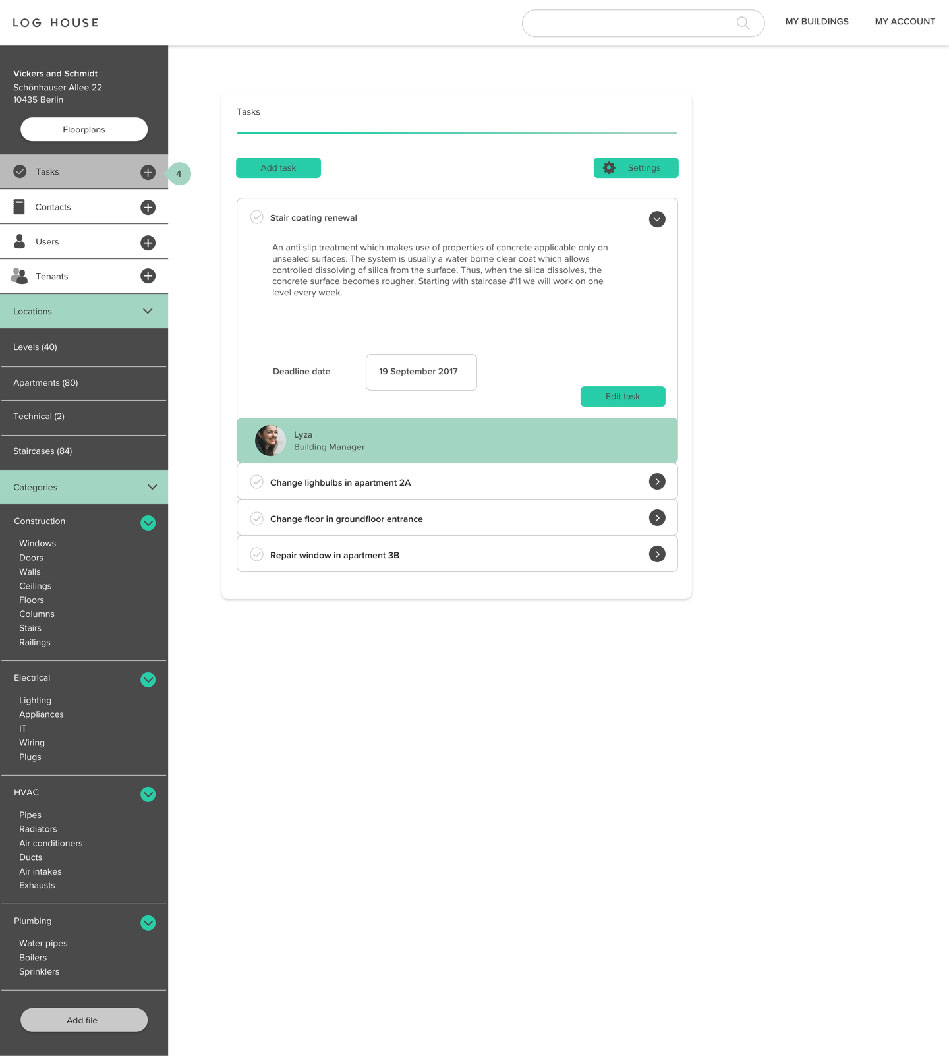 LOG HOUSE
MY BUILDINGS
MY ACCOUNT
Vickers and Schmidt
Schönhauser Allee 22
10435 Berlin
Floorplans
Tasks
4
Contacts
Users
Tenants
Locations
Levels (40)
Apartments (80)
Technical (2)
Staircases (84)
Categories
Construction
Windows
Doors
Walls
Ceilings
Floors
Columns
Stairs
Railings
Electrical
Lighting
Appliances
IT
Wiring
Plugs
HVAC
Pipes
Radiators
Air conditioners
Ducts
Air intakes
Exhausts
Plumbing
Water pipes
Boilers
Sprinklers
Add file
Tasks
Add task
Settings
Stair coating renewal
An anti slip treatment which makes use of properties of concrete applicable only on
unsealed surfaces. The system is usually a water borne clear coat which allows
controlled dissolving of silica from the surface. Thus, when the silica dissolves, the
concrete surface becomes rougher. Starting with staircase #11 we will work on one
level every week.
Deadline date
19 September 2017
Edit task
Lyza
Building Manager
Change lighbulbs in apartment 2A
Change floor in groundfloor entrance
Repair window in apartment 3B